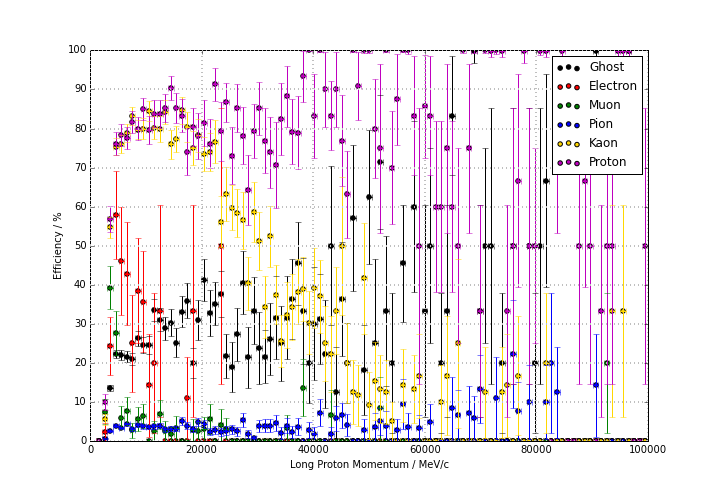 100
90
80
70
60
50
40
30
20
10
0
Efficiency / %
0
20000
40000
60000
80000
100000
Long Proton Momentum / MeV/c
Ghost
Electron
Muon
Pion
Kaon
Proton